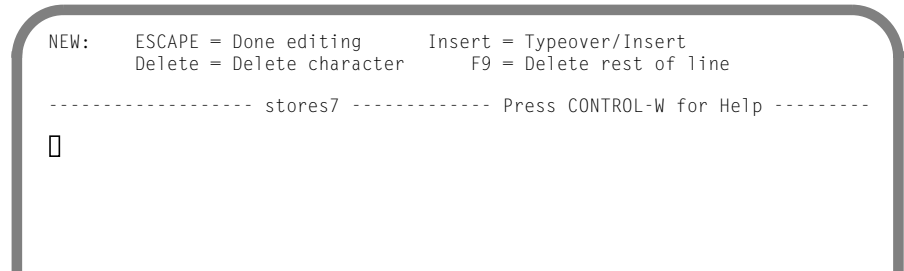 NEW: ESCAPE = Done editing Insert = Typeover/Insert
Delete = Delete character F9 = Delete rest of line
------------------- stores7 ------------- Press CONTROL-W for Help ---------